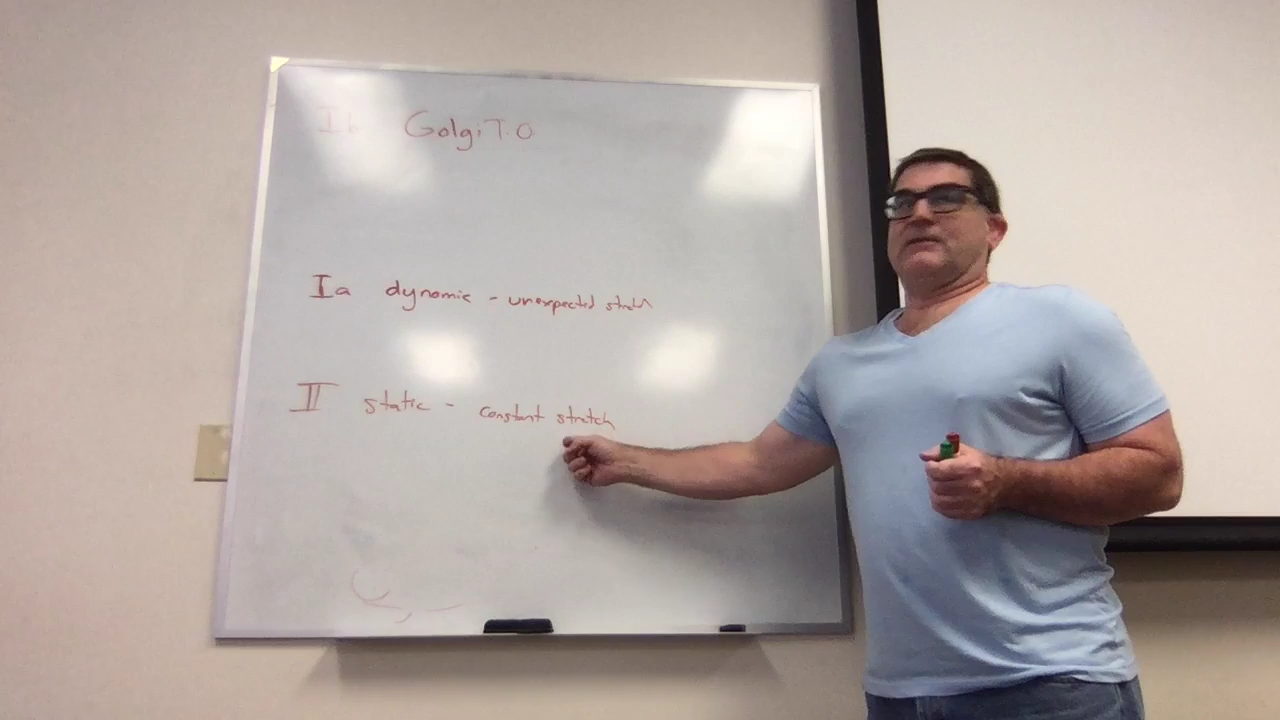 Ib Golgi T.O.
Ia dynamic - unexpected stretch
II static - constant stretch